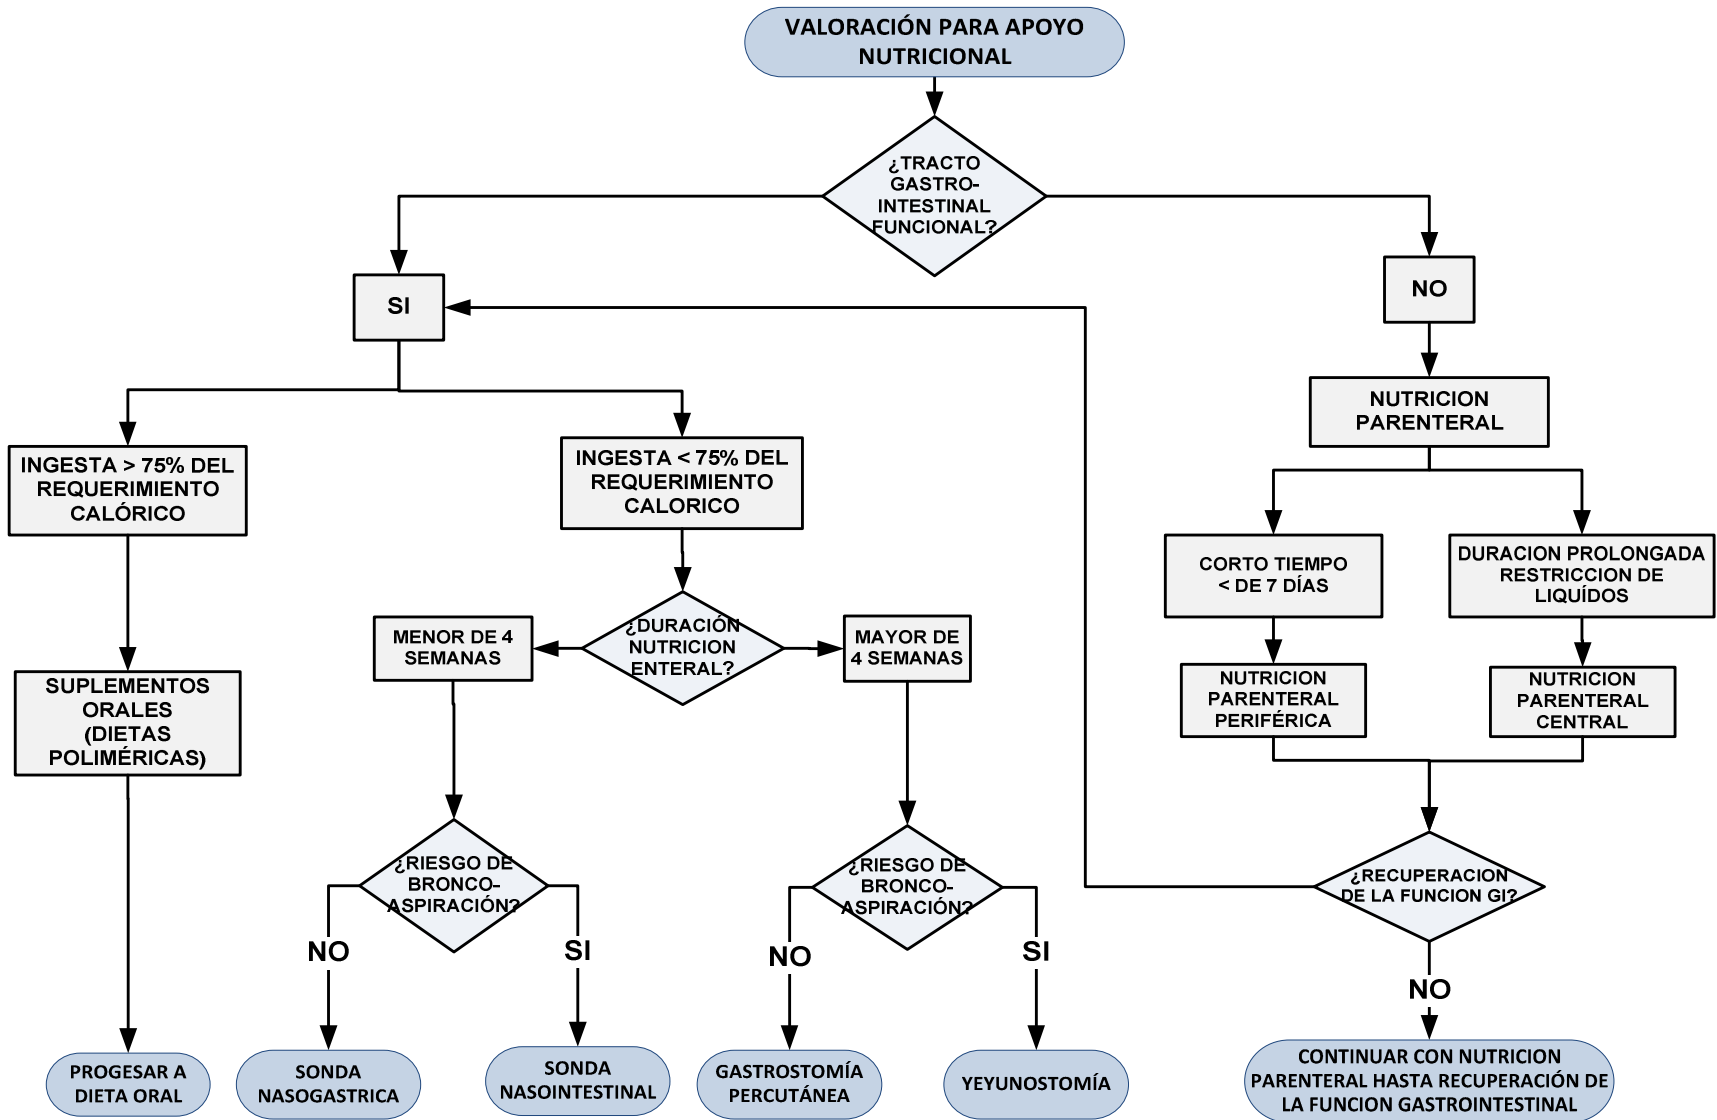 VALORACIÓN PARA APOYO
NUTRICIONAL
¿TRACTO
GASTRO-
INTESTINAL
FUNCIONAL?
SI
NO
NUTRICION
PARENTERAL
INGESTA > 75% DEL
REQUERIMIENTO
CALÓRICO
INGESTA < 75% DEL
REQUERIMIENTO
CALORICO
CORTO TIEMPO
< DE 7 DÍAS
DURACION PROLONGADA
RESTRICCION DE
LIQUÍDOS
MENOR DE 4
SEMANAS
¿DURACIÓN
NUTRICION
ENTERAL?
MAYOR DE
4 SEMANAS
SUPLEMENTOS
ORALES
(DIETAS
POLIMÉRICAS)
NUTRICION
PARENTERAL
PERIFÉRICA
NUTRICION
PARENTERAL
CENTRAL
¿RIESGO DE
BRONCO-
ASPIRACIÓN?
¿RIESGO DE
BRONCO-
ASPIRACIÓN?
¿RECUPERACION
DE LA FUNCION GI?
NO
SI
NO
SI
NO
PROGESAR A
DIETA ORAL
SONDA
NASOGASTRICA
SONDA
NASOINTESTINAL
GASTROSTOMÍA
PERCUTÁNEA
YEYUNOSTOMÍA
CONTINUAR CON NUTRICION
PARENTERAL HASTA RECUPERACIÓN DE
LA FUNCION GASTROINTESTINAL